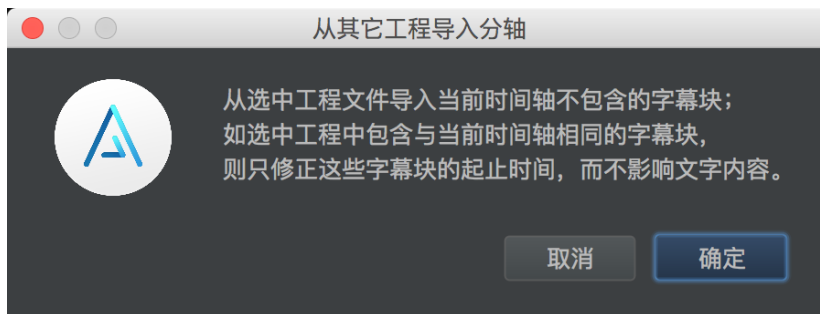 从其它工程导入分轴
从选中工程文件导入当前时间轴不包含的字幕块；
如选中工程中包含与当前时间轴相同的字幕块，
则只修正这些字幕块的起止时间，而不影响文字内容。
取消
确定